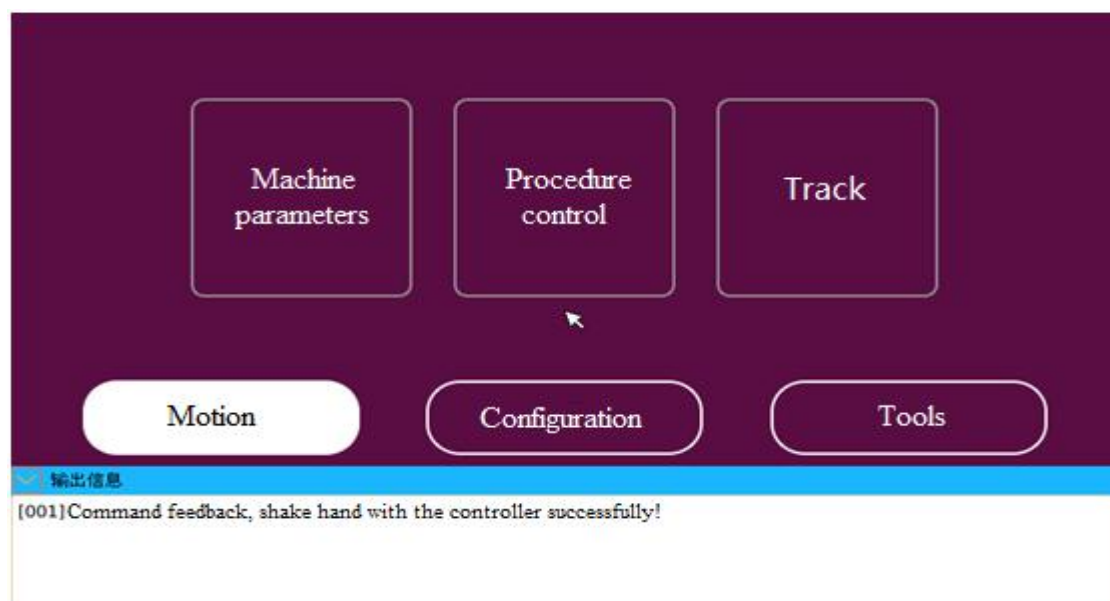 Machine
parameters
Procedure
control
Track
Motion
Configuration
Tools
输出信息
[001]Command feedback, shake hand with the controller successfully!